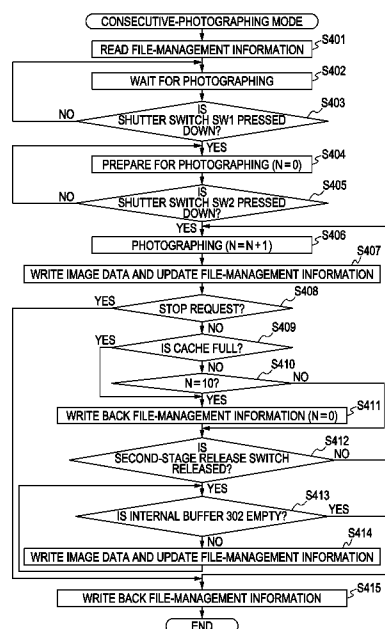 CONSECUTIVE-PHOTOGRAPHING MODE
S401
READ FILE-MANAGEMENT INFORMATION
S402
WAIT FOR PHOTOGRAPHING
S403
IS
SHUTTER SWITCH SW1 PRESSED
DOWN?
NO
YES
S404
PREPARE FOR PHOTOGRAPHING (N=0)
S405
IS
SHUTTER SWITCH SW2 PRESSED
DOWN?
NO
YES
S406
PHOTOGRAPHING (N=N+1)
S407
WRITE IMAGE DATA AND UPDATE FILE-MANAGEMENT INFORMATION
S408
YES
STOP REQUEST?
NO
S409
YES
IS CACHE FULL?
NO
S410
N=10?
NO
YES
S411
WRITE BACK FILE-MANAGEMENT INFORMATION (N=0)
S412
IS
SECOND-STAGE RELEASE SWITCH
RELEASED?
NO
YES
S413
IS INTERNAL BUFFER 302 EMPTY?
YES
NO
S414
WRITE IMAGE DATA AND UPDATE FILE-MANAGEMENT INFORMATION
S415
WRITE BACK FILE-MANAGEMENT INFORMATION
END